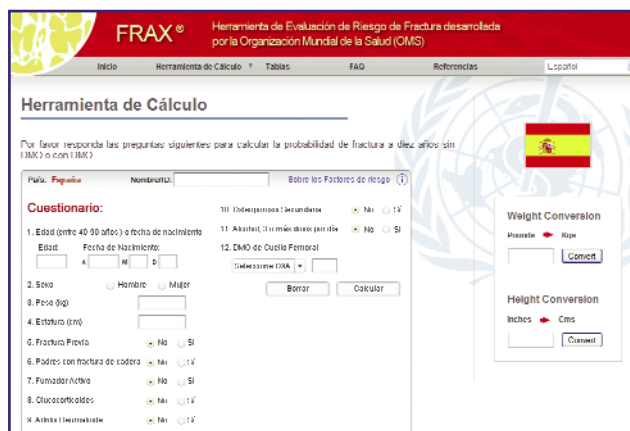 FRAX ®
Herramienta de Evaluación de Riesgo de Fractura desarrollada
por la Organización Mundial de la Salud (OMS)
Inicio Herramienta de Cálculo ▼ Tablas FAQ Referencias Español
Herramienta de Cálculo
Por favor responda las preguntas siguientes para calcular la probabilidad de fractura a diez años sin
DMO o con DMO
País: España Nombre/ID: Sobre los Factores de riesgo
Cuestionario:
1. Edad (entre 40-90 años) o fecha de nacimiento
Edad: Fecha de Nacimiento:
A M D
2. Sexo Hombre Mujer
3. Peso (kg)
4. Estatura (cm)
5. Fractura Previa No Sí
6. Padres con fractura de cadera No Sí
7. Fumador Activo No Sí
8. Glucocorticoides No Sí
9. Artritis Reumatoide No Sí
10. Osteoporosis Secundaria No Sí
11. Alcohol, 3 o más dosis por día No Sí
12. DMO de Cuello Femoral
Seleccione DXA
Borrar Calcular
Weight Conversion
Pounds Kgs
Convert
Height Conversion
Inches Cms
Convert